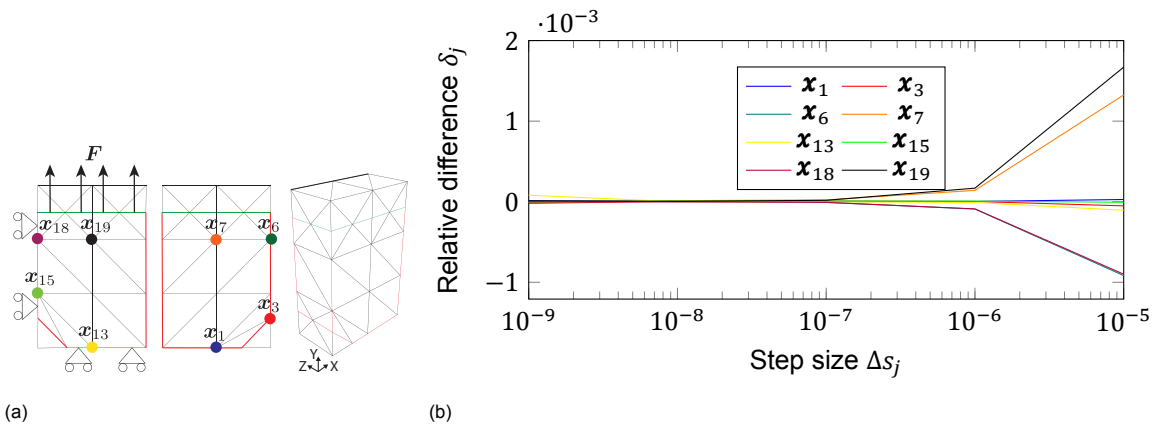 F
x18
x19
x7
x6
x15
x3
x13
x1
Y
Z
X
(a)
(b)
·10⁻³
Relative difference δⱼ
2
1
0
−1
x1
x3
x6
x7
x13
x15
x18
x19
10⁻⁹
10⁻⁸
10⁻⁷
10⁻⁶
10⁻⁵
Step size Δsⱼ